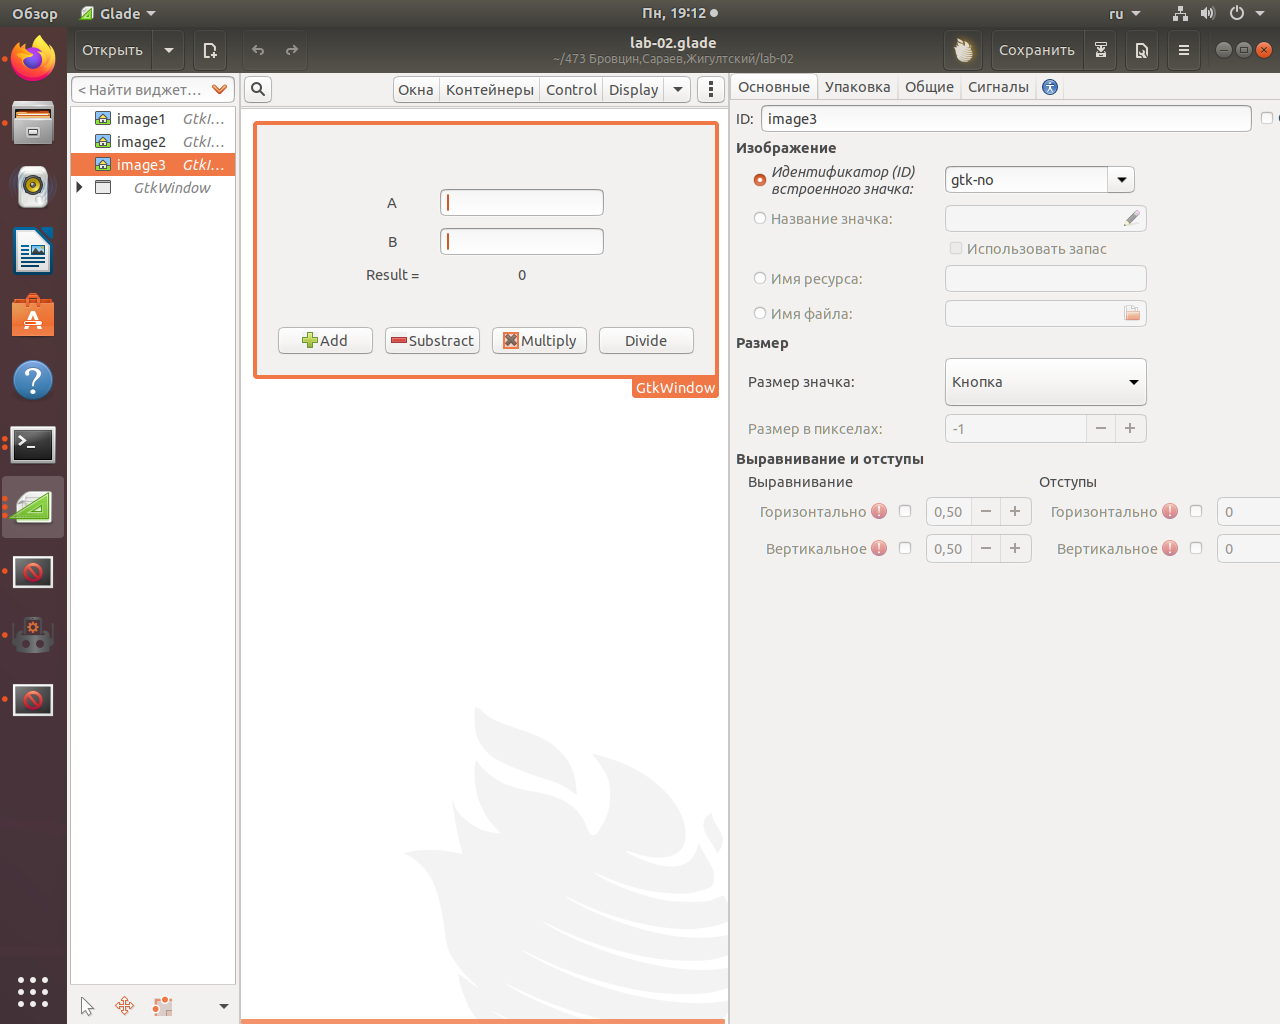 Обзор
Glade
Пн, 19:12
ru
Открыть
lab-02.glade
~/473 Бровцин,Сараев,Жигултский/lab-02
Сохранить
< Найти виджет…
Окна
Контейнеры
Control
Display
image1 GtkI…
image2 GtkI…
image3 GtkI…
GtkWindow
A
B
Result = 0
Add
Substract
Multiply
Divide
GtkWindow
Основные
Упаковка
Общие
Сигналы
ID: image3
Изображение
Идентификатор (ID)
встроенного значка:
gtk-no
Название значка:
Использовать запас
Имя ресурса:
Имя файла:
Размер
Размер значка: Кнопка
Размер в пикселах: -1
Выравнивание и отступы
Выравнивание
Отступы
Горизонтально 0,50
Горизонтально 0
Вертикальное 0,50
Вертикальное 0